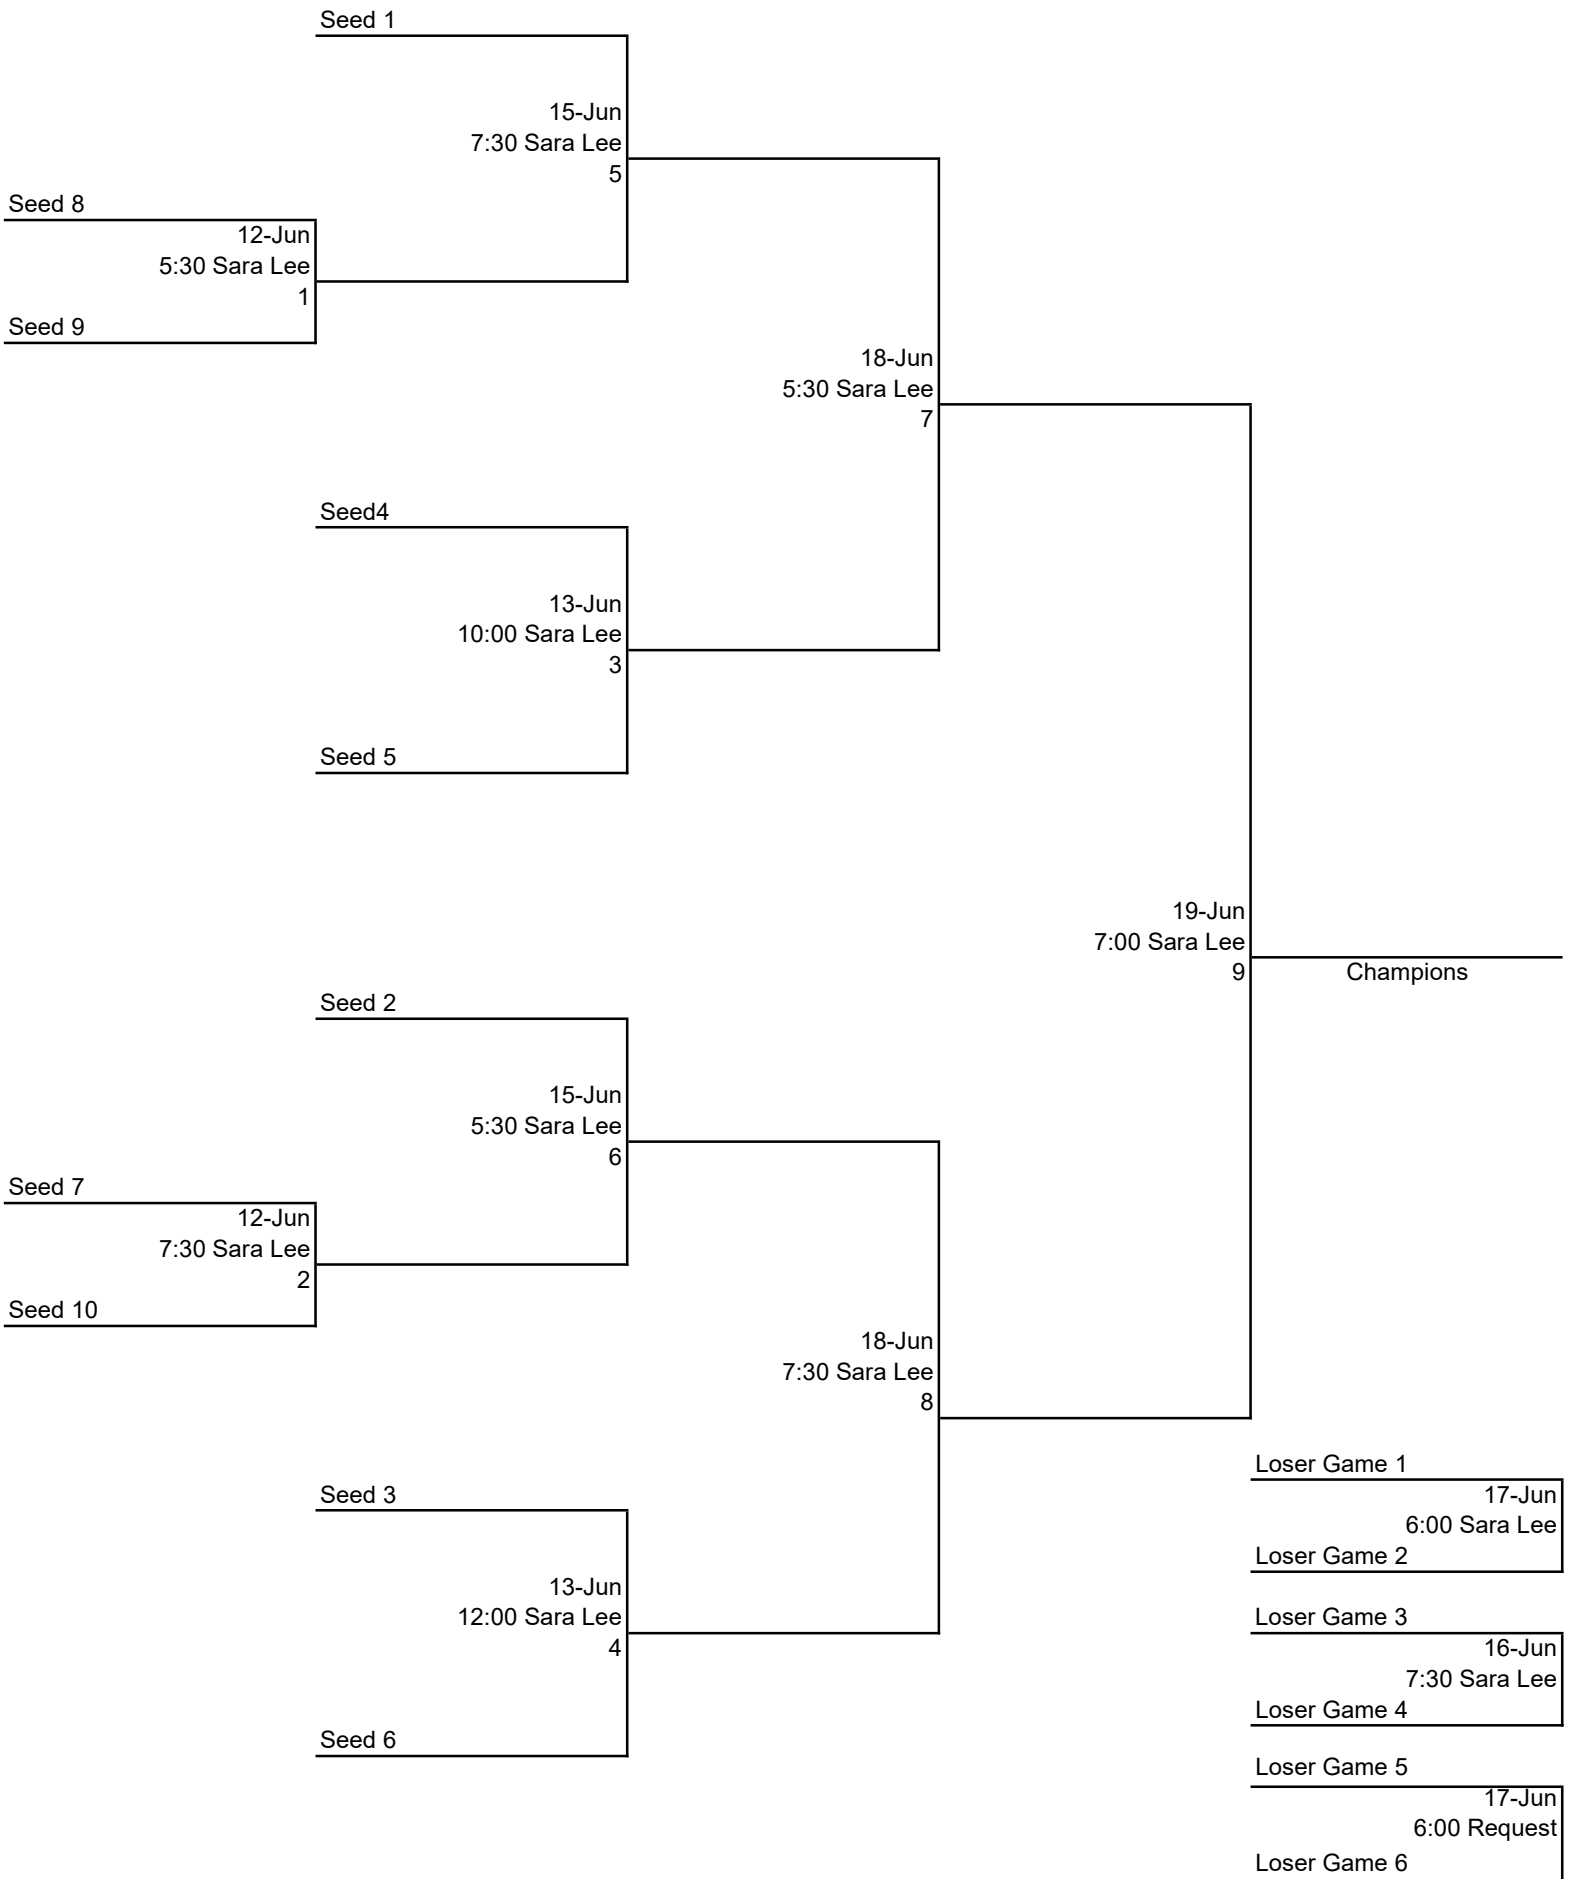 Seed 1
15-Jun
7:30 Sara Lee
5
Seed 8
12-Jun
5:30 Sara Lee
1
Seed 9
18-Jun
5:30 Sara Lee
7
Seed4
13-Jun
10:00 Sara Lee
3
Seed 5
19-Jun
7:00 Sara Lee
9
Champions
Seed 2
15-Jun
5:30 Sara Lee
6
Seed 7
12-Jun
7:30 Sara Lee
2
Seed 10
18-Jun
7:30 Sara Lee
8
Seed 3
13-Jun
12:00 Sara Lee
4
Seed 6
Loser Game 1
17-Jun
6:00 Sara Lee
Loser Game 2
Loser Game 3
16-Jun
7:30 Sara Lee
Loser Game 4
Loser Game 5
17-Jun
6:00 Request
Loser Game 6